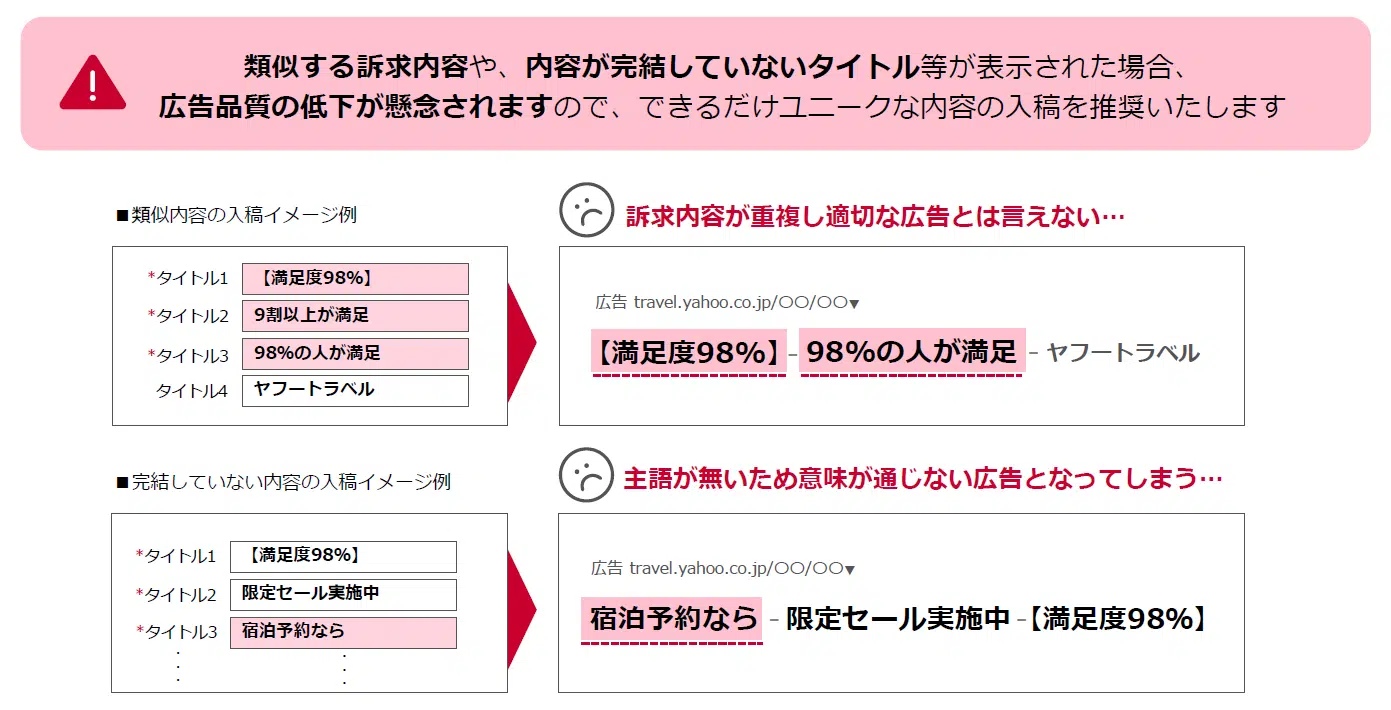 類似する訴求内容や、内容が完結していないタイトル等が表示された場合、
広告品質の低下が懸念されますので、できるだけユニークな内容の入稿を推奨いたします
■類似内容の入稿イメージ例
*タイトル1 【満足度98%】
*タイトル2 9割以上が満足
*タイトル3 98%の人が満足
タイトル4 ヤフートラベル
訴求内容が重複し適切な広告とは言えない…
広告 travel.yahoo.co.jp/〇〇/〇〇▼
【満足度98%】 - 98%の人が満足 - ヤフートラベル
■完結していない内容の入稿イメージ例
*タイトル1 【満足度98%】
*タイトル2 限定セール実施中
*タイトル3 宿泊予約なら
主語が無いため意味が通じない広告となってしまう…
広告 travel.yahoo.co.jp/〇〇/〇〇▼
宿泊予約なら - 限定セール実施中 -【満足度98%】